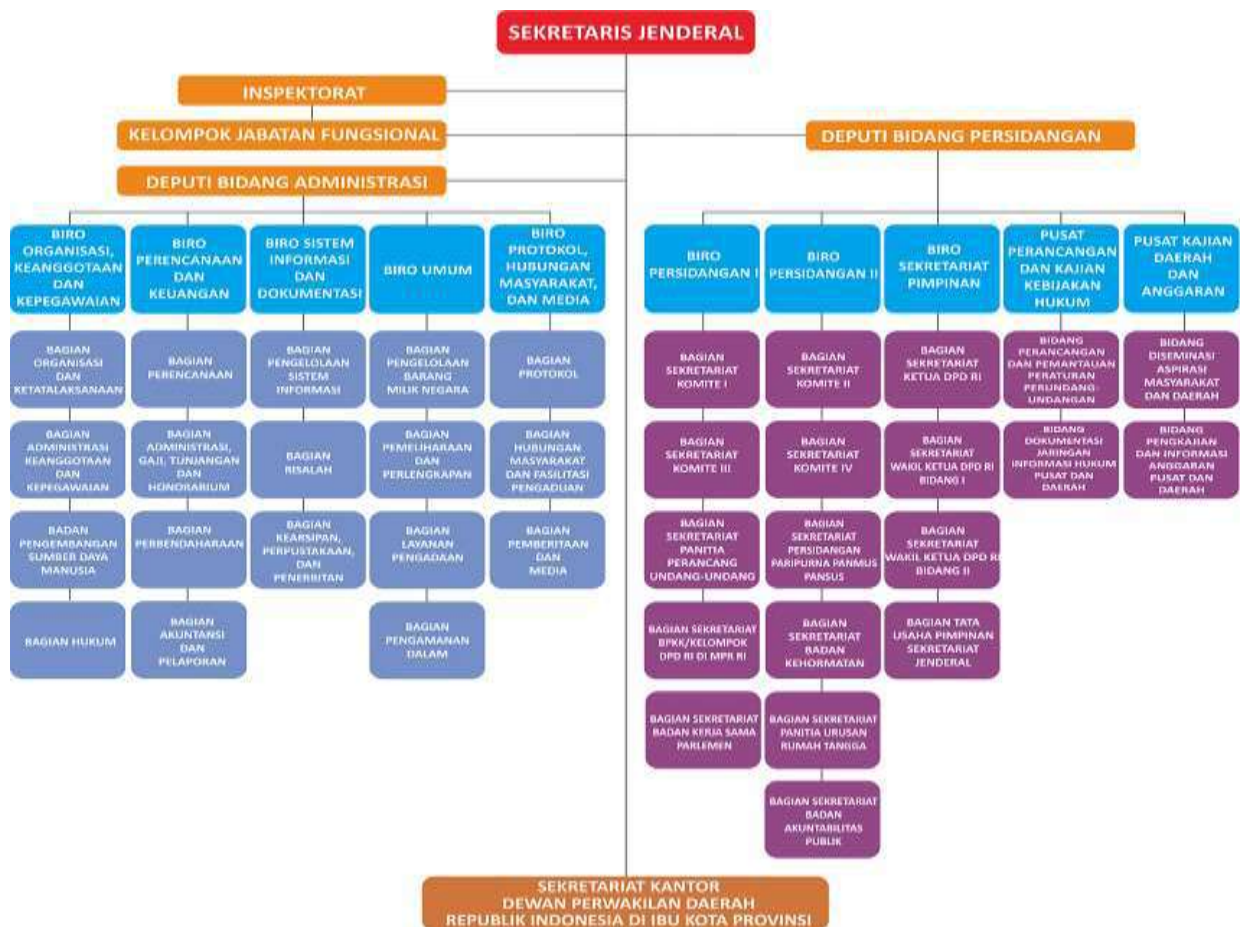 SEKRETARIS JENDERAL
INSPEKTORAT
KELOMPOK JABATAN FUNGSIONAL
DEPUTI BIDANG PERSIDANGAN
DEPUTI BIDANG ADMINISTRASI
BIRO
ORGANISASI,
KEANGGOTAAN
DAN
KEPEGAWAIAN
BIRO
PERENCANAAN
DAN
KEUANGAN
BIRO SISTEM
INFORMASI
DAN
DOKUMENTASI
BIRO UMUM
BIRO
PROTOKOL,
HUBUNGAN
MASYARAKAT,
DAN MEDIA
BIRO
PERSIDANGAN I
BIRO
PERSIDANGAN II
BIRO
SEKRETARIAT
PIMPINAN
PUSAT
PERANCANGAN
DAN KAJIAN
KEBIJAKAN
HUKUM
PUSAT KAJIAN
DAERAH
DAN
ANGGARAN
BAGIAN
ORGANISASI
DAN
KETATALAKSANAAN
BAGIAN
PERENCANAAN
BAGIAN
PENGELOLAAN
SISTEM
INFORMASI
BAGIAN
PENGELOLAAN
BARANG
MILIK NEGARA
BAGIAN
PROTOKOL
BAGIAN
SEKRETARIAT
KOMITE I
BAGIAN
SEKRETARIAT
KOMITE II
BAGIAN
SEKRETARIAT
KETUA DPD RI
BIDANG
PERANCANGAN
DAN PEMANTAUAN
PERATURAN
PERUNDANG-
UNDANGAN
BIDANG
DISEMINASI
ASPIRASI
MASYARAKAT
DAN DAERAH
BAGIAN
ADMINISTRASI
KEANGGOTAAN
DAN
KEPEGAWAIAN
BAGIAN
ADMINISTRASI,
GAJI, TUNJANGAN
DAN
HONORARIUM
BAGIAN
RISALAH
BAGIAN
PEMELIHARAAN
DAN
PERLENGKAPAN
BAGIAN
HUBUNGAN
MASYARAKAT
DAN FASILITASI
PENGADUAN
BAGIAN
SEKRETARIAT
KOMITE III
BAGIAN
SEKRETARIAT
KOMITE IV
BAGIAN
SEKRETARIAT
WAKIL KETUA DPD RI
BIDANG I
BIDANG
DOKUMENTASI
JARINGAN
INFORMASI HUKUM
PUSAT DAN
DAERAH
BIDANG
PENGKAJIAN
DAN INFORMASI
ANGGARAN
PUSAT DAN
DAERAH
BADAN
PENGEMBANGAN
SUMBER DAYA
MANUSIA
BAGIAN
PERBENDAHARAAN
BAGIAN
KEARSIPAN,
PERPUSTAKAAN,
DAN
PENERBITAN
BAGIAN
LAYANAN
PENGADAAN
BAGIAN
PEMBERITAAN
DAN
MEDIA
BAGIAN
SEKRETARIAT
PANITIA
PERANCANG
UNDANG-UNDANG
BAGIAN
SEKRETARIAT
PERSIDANGAN
PARIPURNA PANMUS
PANSUS
BAGIAN
SEKRETARIAT
WAKIL KETUA DPD RI
BIDANG II
BAGIAN HUKUM
BAGIAN
AKUNTANSI
DAN
PELAPORAN
BAGIAN
PENGAMANAN
DALAM
BAGIAN SEKRETARIAT
BPKK/KELOMPOK
DPD RI DI MPR RI
BAGIAN
SEKRETARIAT
BADAN
KEHORMATAN
BAGIAN TATA
USAHA PIMPINAN
SEKRETARIAT
JENDERAL
BAGIAN SEKRETARIAT
BADAN KERJA SAMA
PARLEMEN
BAGIAN SEKRETARIAT
PANITIA URUSAN
RUMAH TANGGA
BAGIAN SEKRETARIAT
BADAN
AKUNTABILITAS
PUBLIK
SEKRETARIAT KANTOR
DEWAN PERWAKILAN DAERAH
REPUBLIK INDONESIA DI IBU KOTA PROVINSI